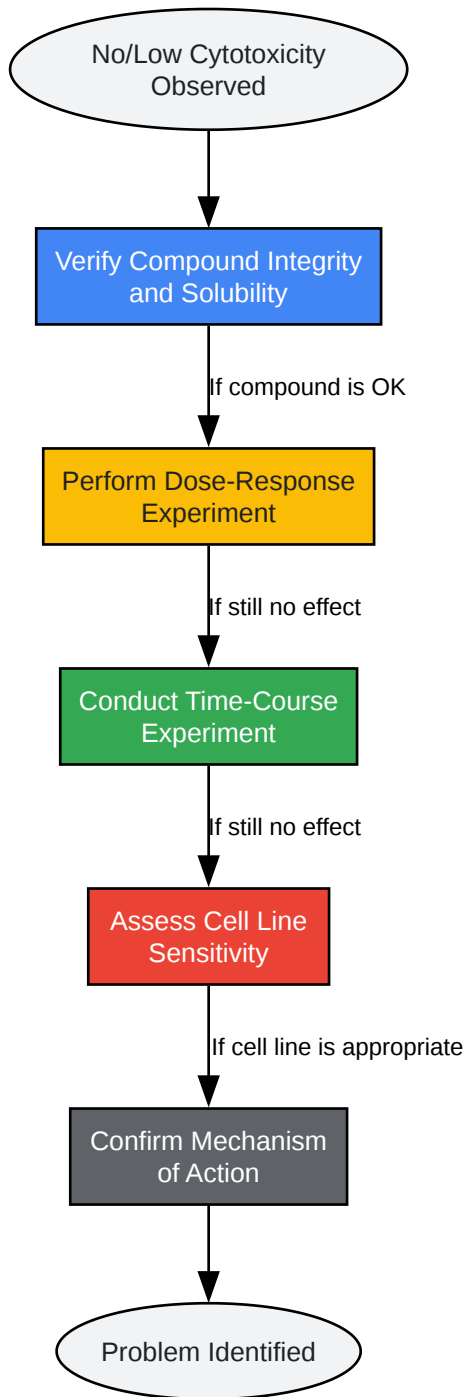 No/Low Cytotoxicity
Observed
Verify Compound Integrity
and Solubility
If compound is OK
Perform Dose-Response
Experiment
If still no effect
Conduct Time-Course
Experiment
If still no effect
Assess Cell Line
Sensitivity
If cell line is appropriate
Confirm Mechanism
of Action
Problem Identified